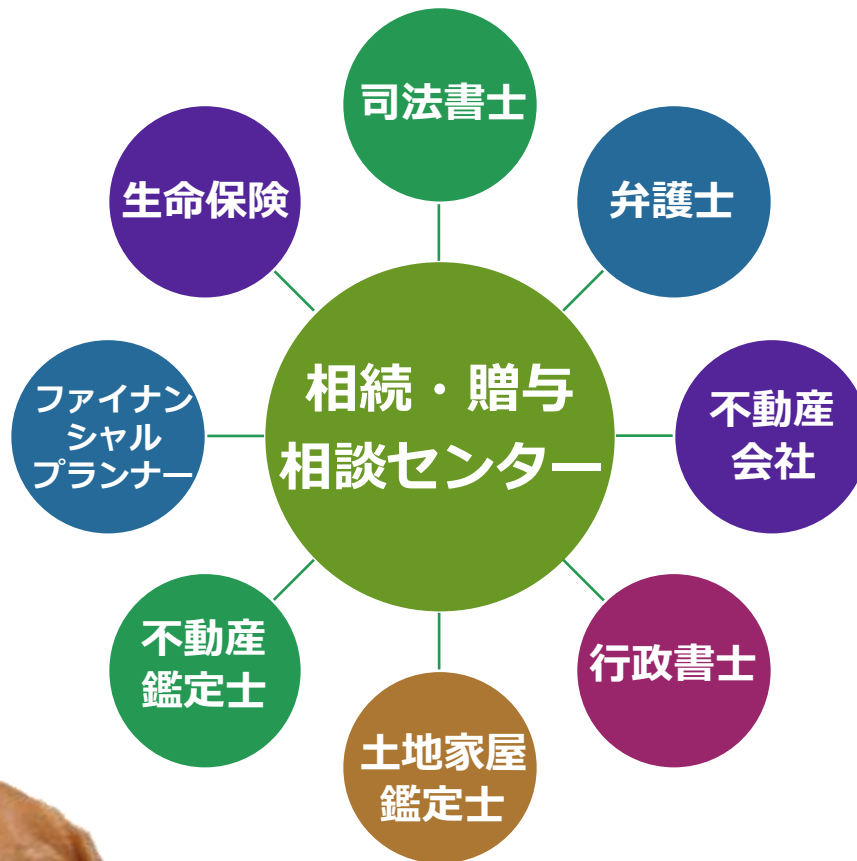 司法書士
弁護士
生命保険
相続・贈与
相談センター
不動産
会社
ファイナン
シャル
プランナー
行政書士
不動産
鑑定士
土地家屋
鑑定士